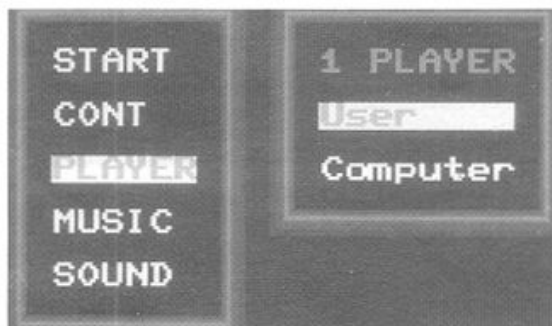 START
CONT
PLAYER
MUSIC
SOUND
1 PLAYER
User
Computer